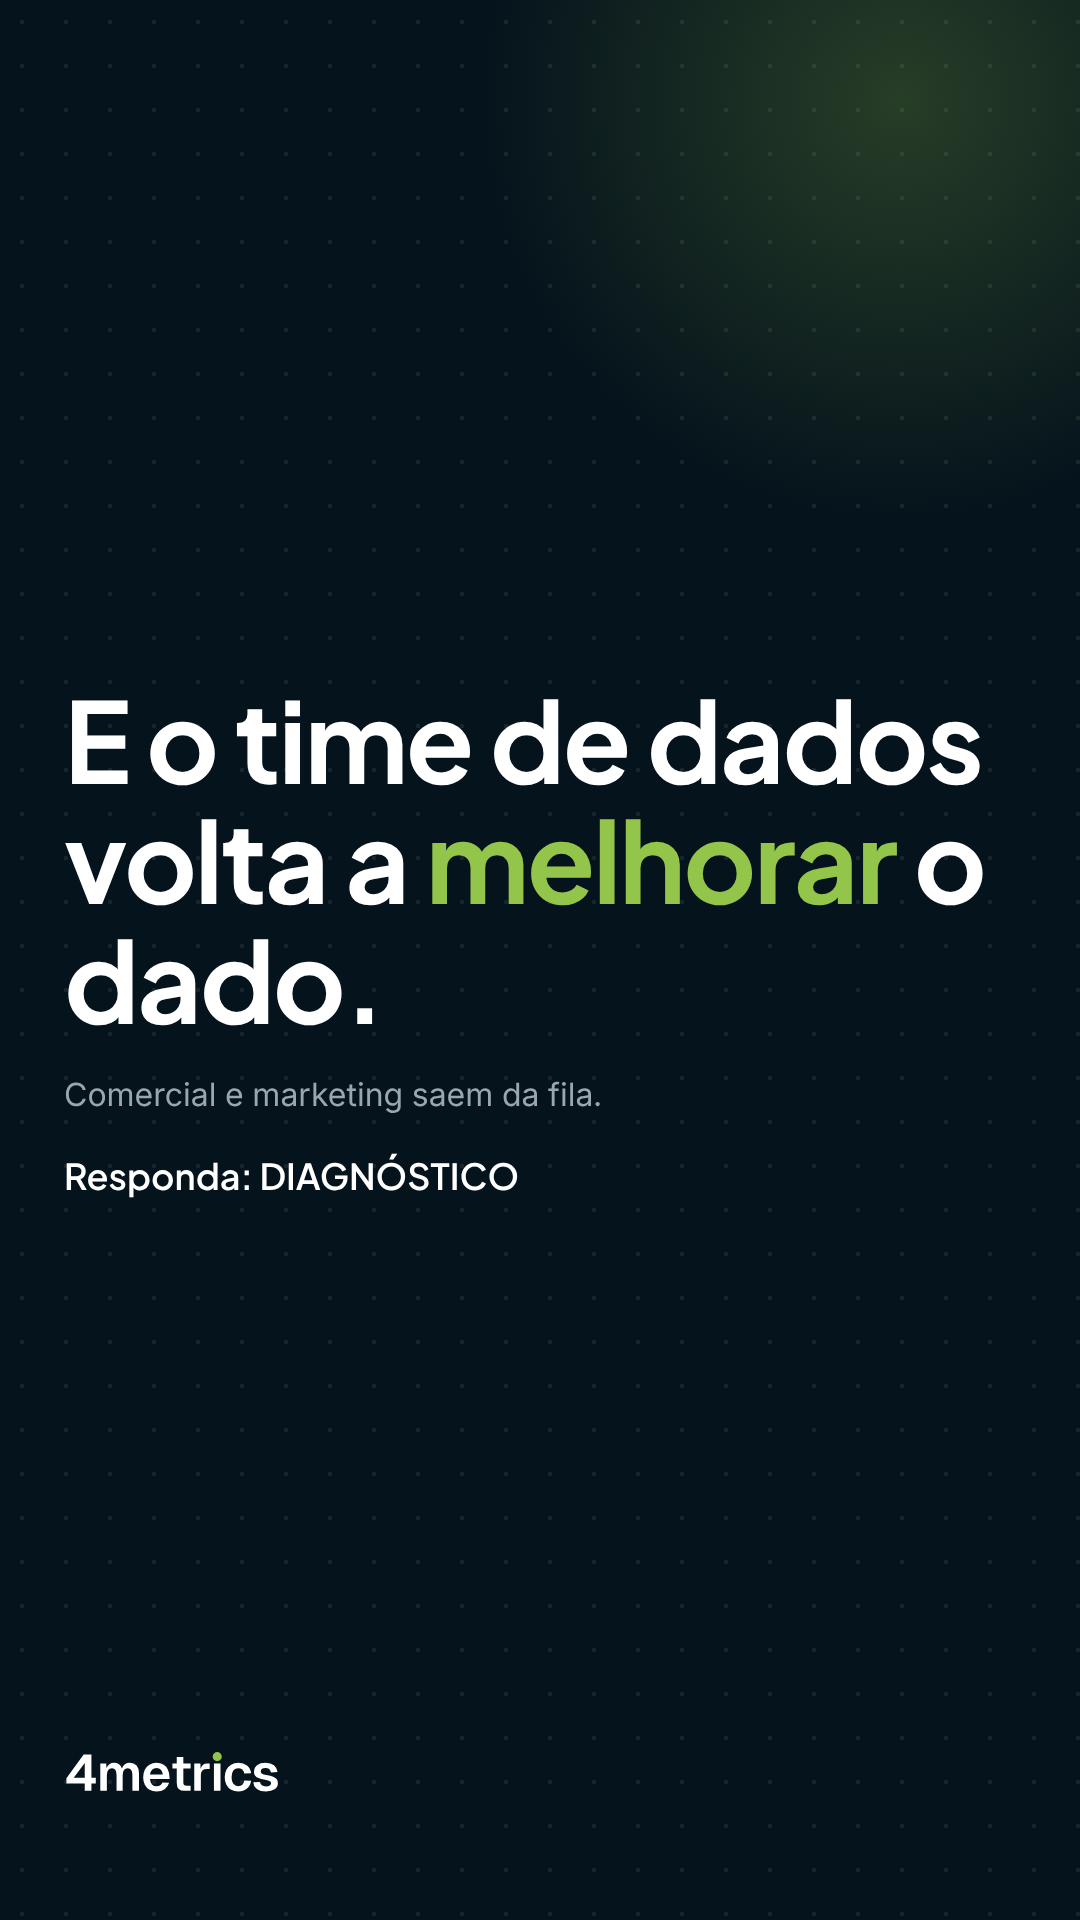 E o time de dados
volta a melhorar o
dado.
Comercial e marketing saem da fila.
Responda: DIAGNÓSTICO
4metrics